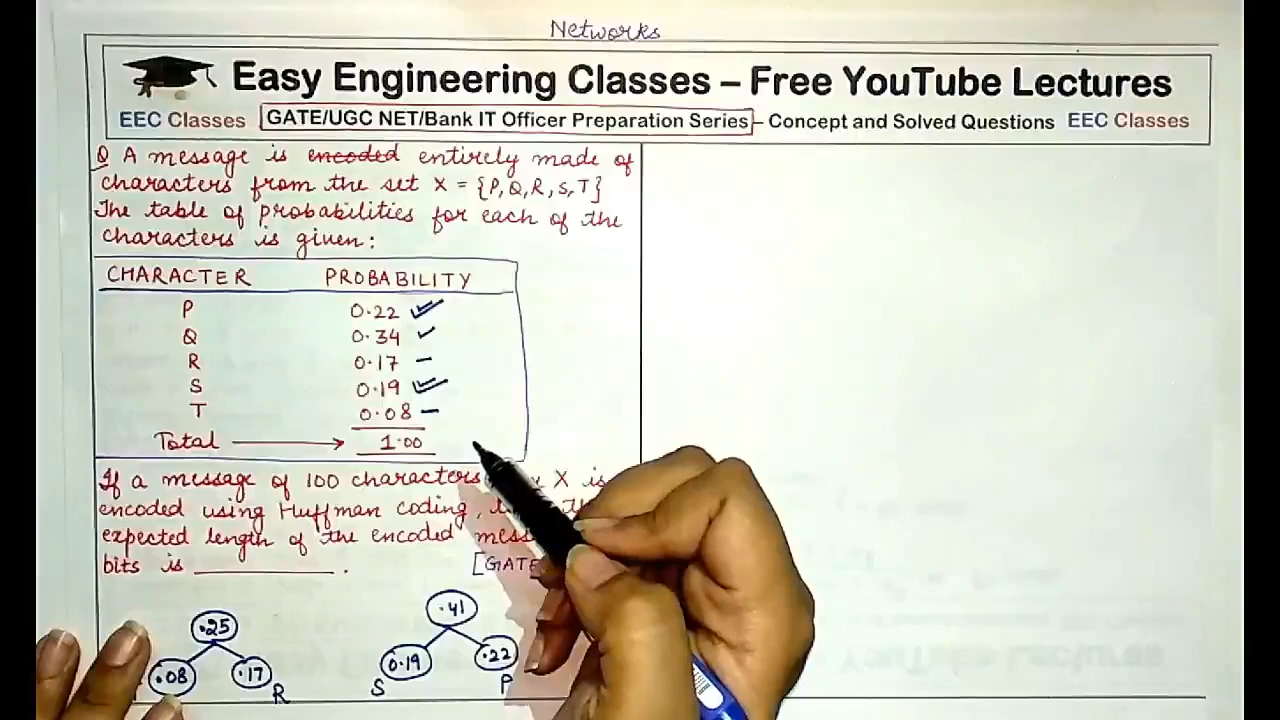 Networks
Easy Engineering Classes – Free YouTube Lectures
EEC Classes GATE/UGC NET/Bank IT Officer Preparation Series – Concept and Solved Questions EEC Classes
Q A message is encoded entirely made of
characters from the set X = {P, Q, R, S, T}
The table of probabilities for each of the
characters is given:
CHARACTER PROBABILITY
P 0.22
Q 0.34
R 0.17
S 0.19
T 0.08
Total 1.00
If a message of 100 characters X is
encoded using Huffman coding,
expected length of the encoded
bits is ________ . [GATE
.25 .41
.08 .17 0.19 .22
R S P